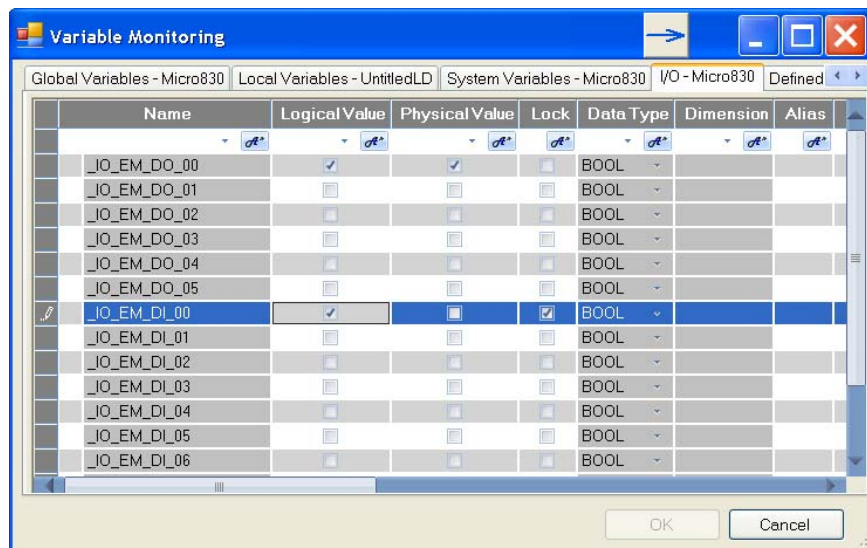 Variable Monitoring
Global Variables - Micro830 Local Variables - UntitledLD System Variables - Micro830 I/O - Micro830 Defined
Name Logical Value Physical Value Lock Data Type Dimension Alias
_IO_EM_DO_00 BOOL
_IO_EM_DO_01 BOOL
_IO_EM_DO_02 BOOL
_IO_EM_DO_03 BOOL
_IO_EM_DO_04 BOOL
_IO_EM_DO_05 BOOL
_IO_EM_DI_00 BOOL
_IO_EM_DI_01 BOOL
_IO_EM_DI_02 BOOL
_IO_EM_DI_03 BOOL
_IO_EM_DI_04 BOOL
_IO_EM_DI_05 BOOL
_IO_EM_DI_06 BOOL
OK Cancel